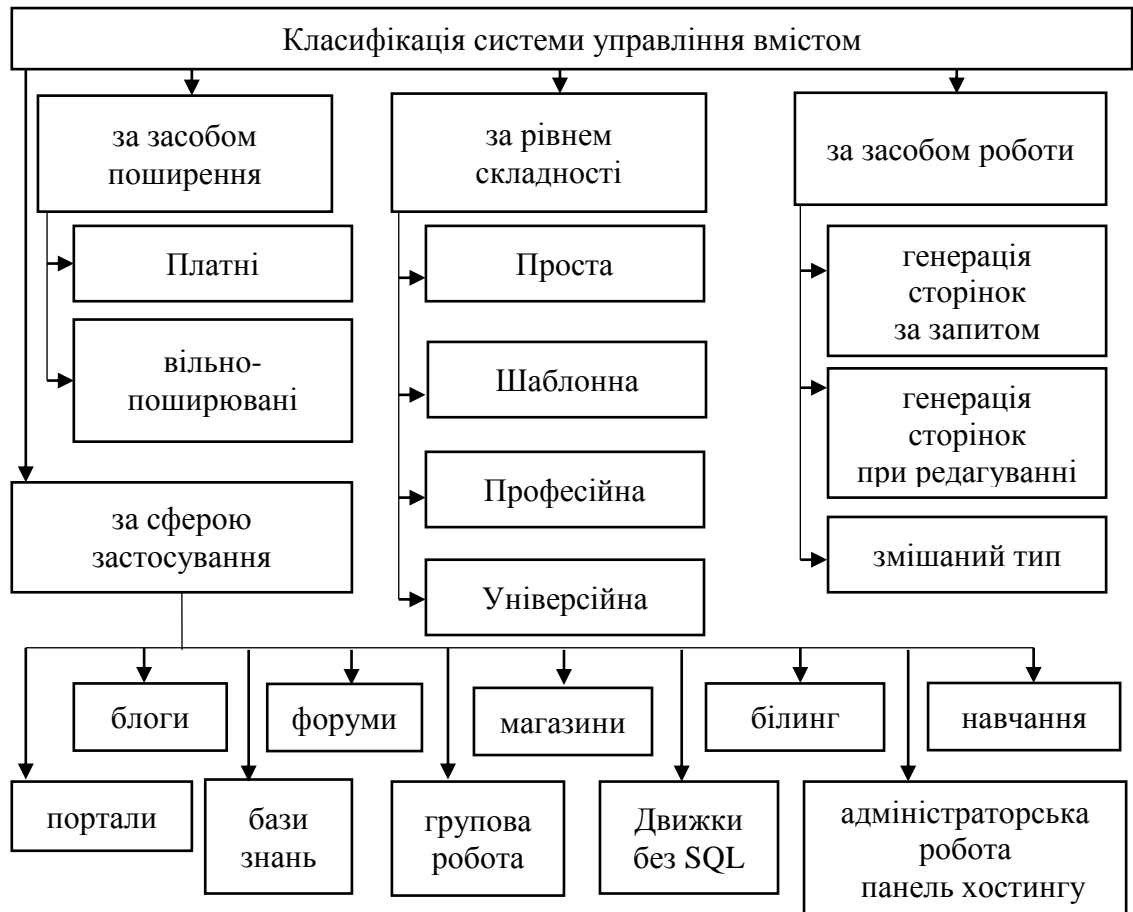 Класифікація системи управління вмістом
за засобом
поширення
за рівнем
складності
за засобом роботи
Платні
вільно-
поширювані
Проста
Шаблонна
Професійна
Універсійна
генерація
сторінок
за запитом
генерація
сторінок
при редагуванні
змішаний тип
за сферою
застосування
блоги
форуми
магазини
білинг
навчання
портали
бази
знань
групова
робота
Движки
без SQL
адміністраторська
робота
панель хостингу